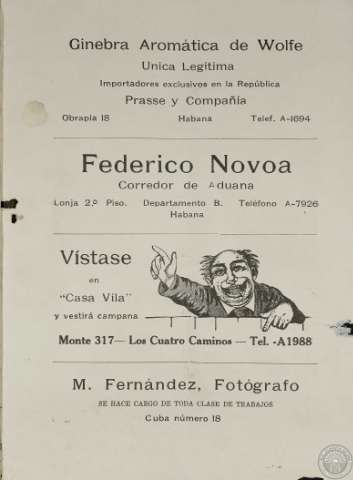 Ginebra Aromática de Wolfe
Unica Legítima
Importadores exclusivos en la República
Prasse y Compañía
Obrapía 18 Habana Telef. A-1694
Federico Novoa
Corredor de Aduana
Lonja 2.º Piso. Departamento B. Teléfono A-7926
Habana
Vístase
en
"Casa Vila"
y vestirá campana
Monte 317— Los Cuatro Caminos — Tel. -A1988
M. Fernández, Fotógrafo
SE HACE CARGO DE TODA CLASE DE TRABAJOS
Cuba número 18